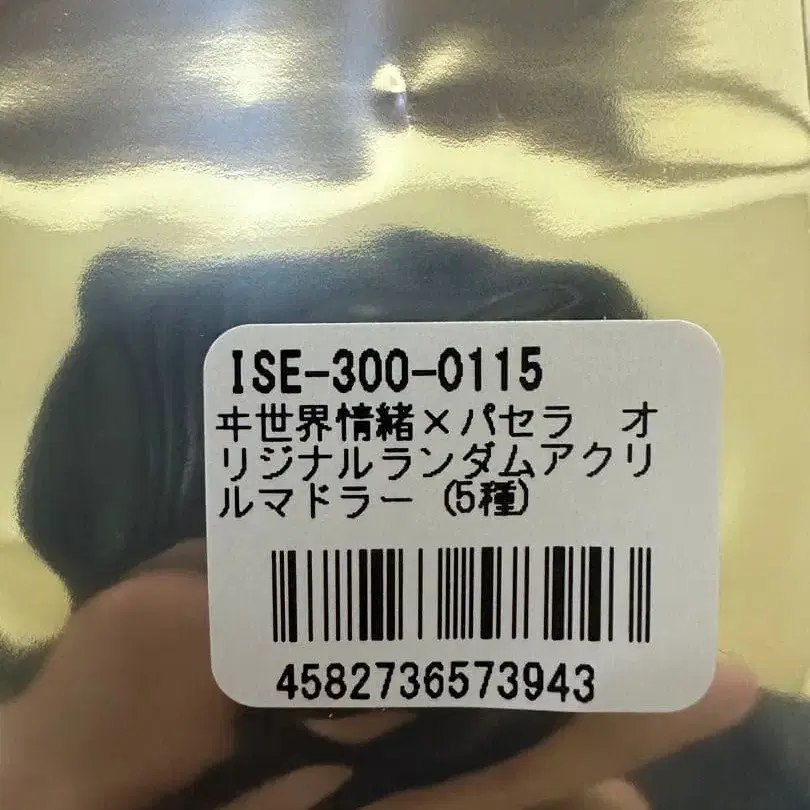 ISE-300-0115
ヰ世界情緒×パセラ　オ
リジナルランダムアクリ
ルマドラー (5種)
4582736573943